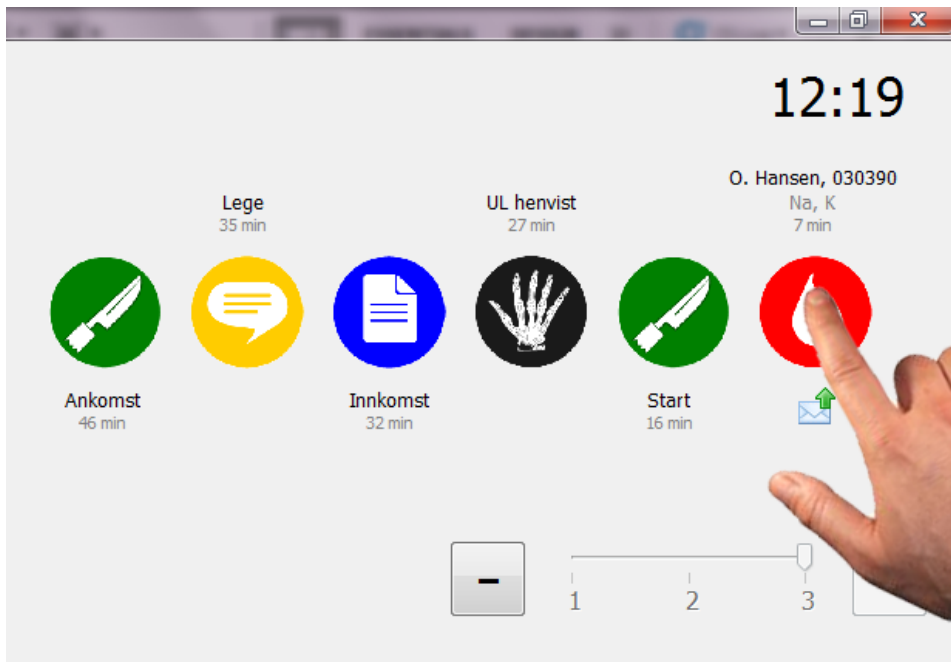 12:19
O. Hansen, 030390
Na, K
7 min
Lege
35 min
UL henvist
27 min
Ankomst
46 min
Innkomst
32 min
Start
16 min
–
1 2 3